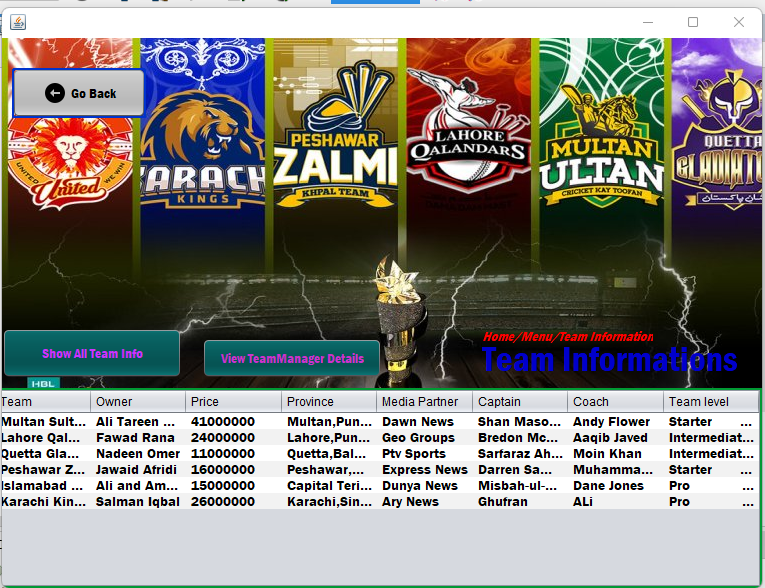 Go Back
UNITED WE WIN
United
KARACHI
KINGS
PESHAWAR
ZALMI
KHPAL TEAM
LAHORE
QALANDARS
MULTAN
ULTAN
CRICKET KAY TOOFAN
QUETTA
GLADIATO
شان پاکستان
Show All Team Info
View TeamManager Details
Home/Menu/Team Information
Team Informations
HBL
Team Owner Price Province Media Partner Captain Coach Team level
Multan Sult... Ali Tareen ... 41000000 Multan,Pun... Dawn News Shan Maso... Andy Flower Starter ...
Lahore Qal... Fawad Rana 24000000 Lahore,Pun... Geo Groups Bredon Mc... Aaqib Javed Intermediat...
Quetta Gla... Nadeen Omer 11000000 Quetta,Bal... Ptv Sports Sarfaraz Ah... Moin Khan Intermediat...
Peshawar Z... Jawaid Afridi 16000000 Peshawar,... Express News Darren Sa... Muhamma... Starter ...
Islamabad ... Ali and Am... 15000000 Capital Teri... Dunya News Misbah-ul-... Dane Jones Pro ...
Karachi Kin... Salman Iqbal 26000000 Karachi,Sin... Ary News Ghufran ALi Pro ...